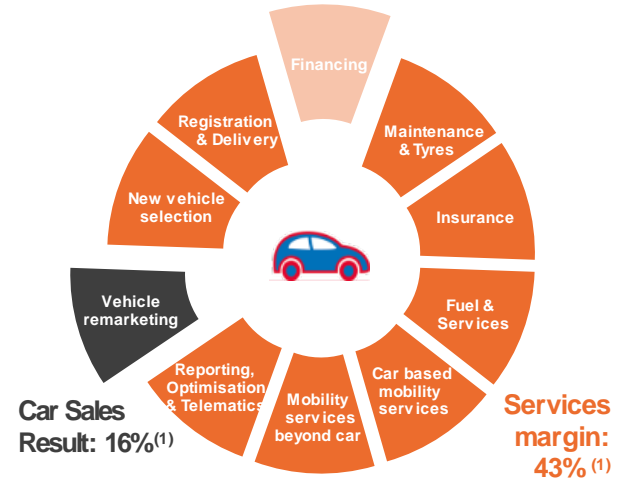 Financing
Maintenance
& Tyres
Insurance
Fuel &
Services
Car based
mobility
services
Mobility
services
beyond car
Reporting,
Optimisation
& Telematics
Vehicle
remarketing
New vehicle
selection
Registration
& Delivery
Car Sales
Result: 16%(1)
Services
margin:
43% (1)